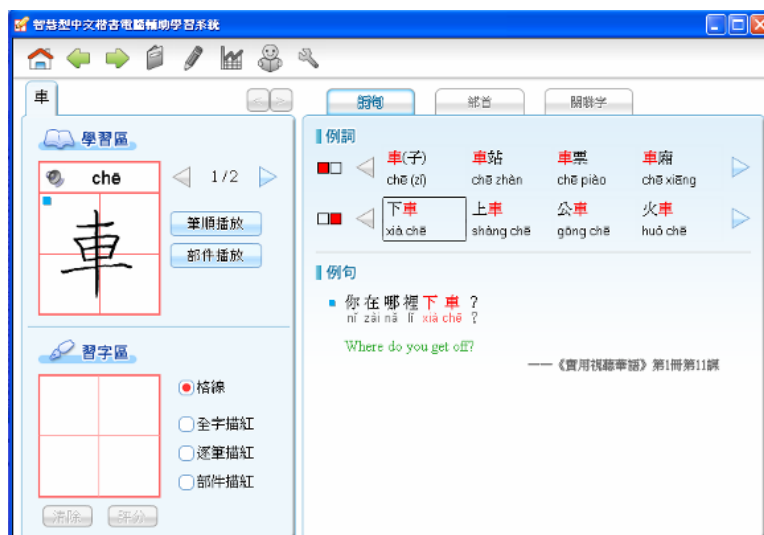 智慧型中文楷書電腦輔助學習系統
車
<< >>
學習區
chē
1/2
車
筆順播放
部件播放
習字區
格線
全字描紅
逐筆描紅
部件描紅
清除 評分
詞句 部首 關聯字
例詞
車(子) 車站 車票 車廂
chē (zǐ) chē zhàn chē piào chē xiāng
下車 上車 公車 火車
xià chē shàng chē gōng chē huǒ chē
例句
你在哪裡下車？
nǐ zài nǎ lǐ xià chē ?
Where do you get off?
——《實用視聽華語》第1冊第11課